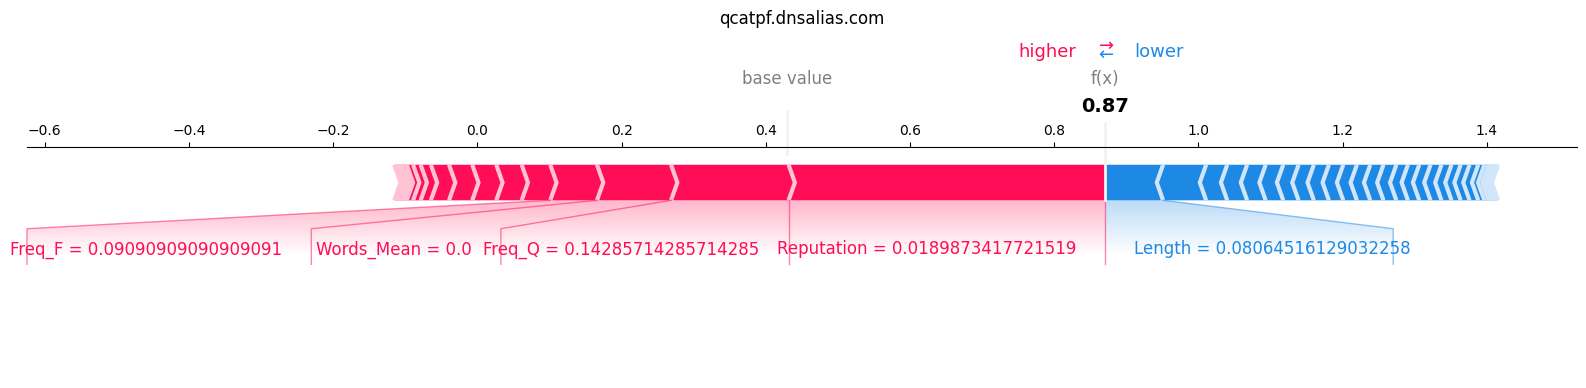 qcatpf.dnsalias.com
higher ⇄ lower
base value f(x)
0.87
−0.6 −0.4 −0.2 0.0 0.2 0.4 0.6 0.8 1.0 1.2 1.4
Freq_F = 0.09090909090909091 Words_Mean = 0.0 Freq_Q = 0.14285714285714285 Reputation = 0.0189873417721519 Length = 0.08064516129032258